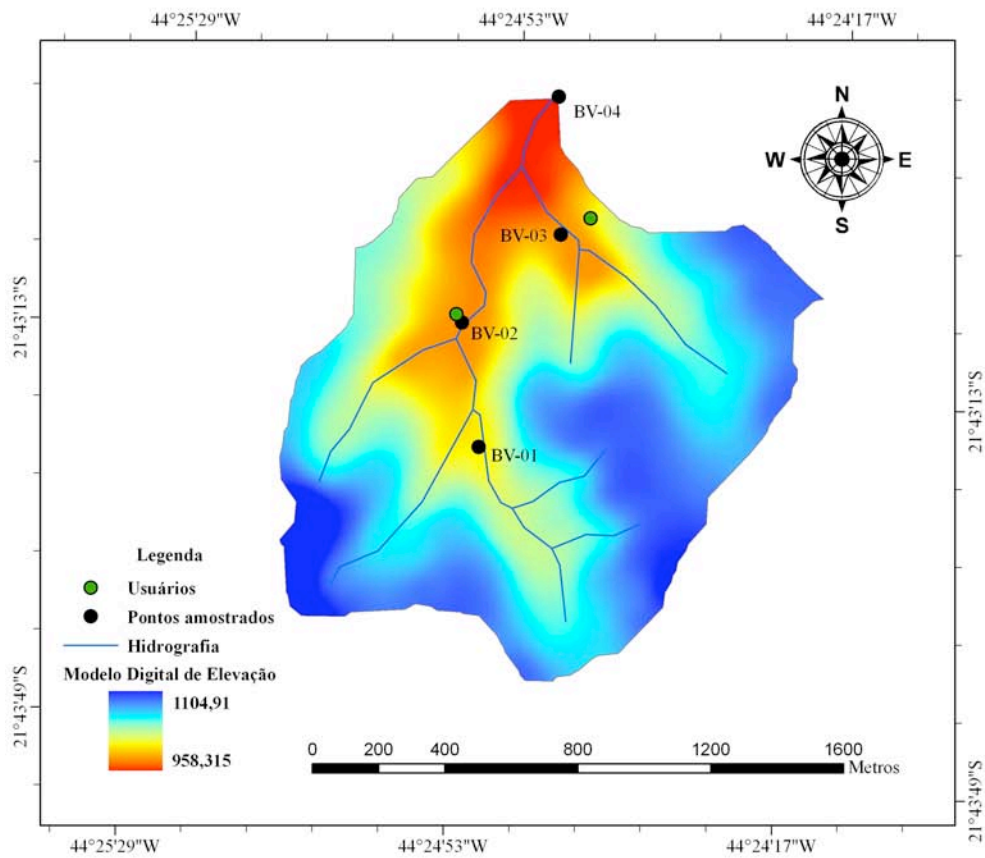 44°25'29"W 44°24'53"W 44°24'17"W
N
W E
S
BV-04
BV-03
BV-02
BV-01
21°43'13"S
21°43'13"S
Legenda
Usuários
Pontos amostrados
Hidrografia
Modelo Digital de Elevação
1104,91
958,315
21°43'49"S
0 200 400 800 1200 1600
Metros
21°43'49"S
44°25'29"W 44°24'53"W 44°24'17"W